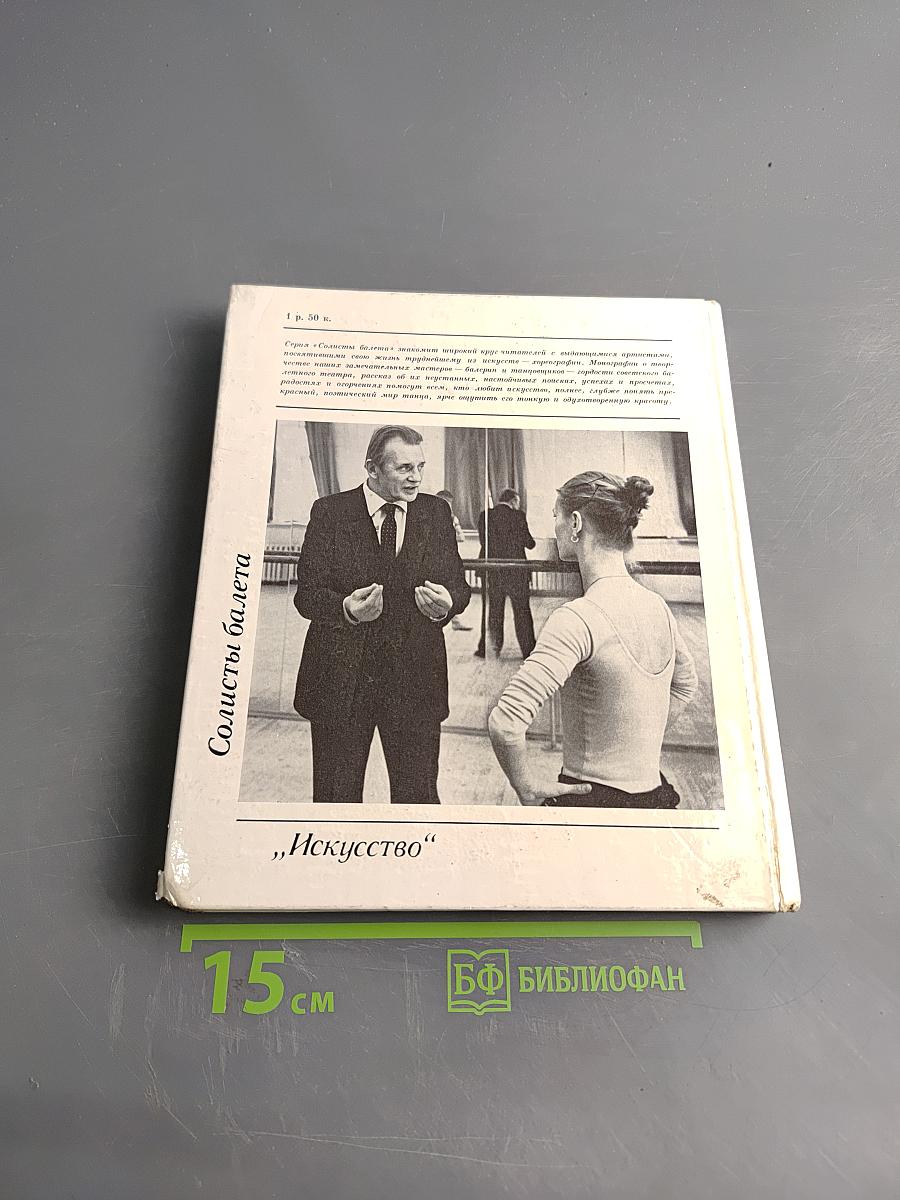 1 р. 50 к.
Серия «Солисты балета» знакомит широкий круг читателей с выдающимися артистами,
посвятившими свою жизнь труднейшему из искусств — хореографии. Монографии о твор-
честве наших замечательных мастеров — балерин и танцовщиков — гордости советского ба-
летного театра, рассказ об их неустанных, настойчивых поисках, успехах и просчетах,
радостях и огорчениях помогут всем, кто любит искусство, полнее, глубже понять пре-
красный, поэтический мир танца, ярче ощутить его тонкую и одухотворенную красоту.
Солисты балета
„Искусство“
15 см
БФ БИБЛИОФАН